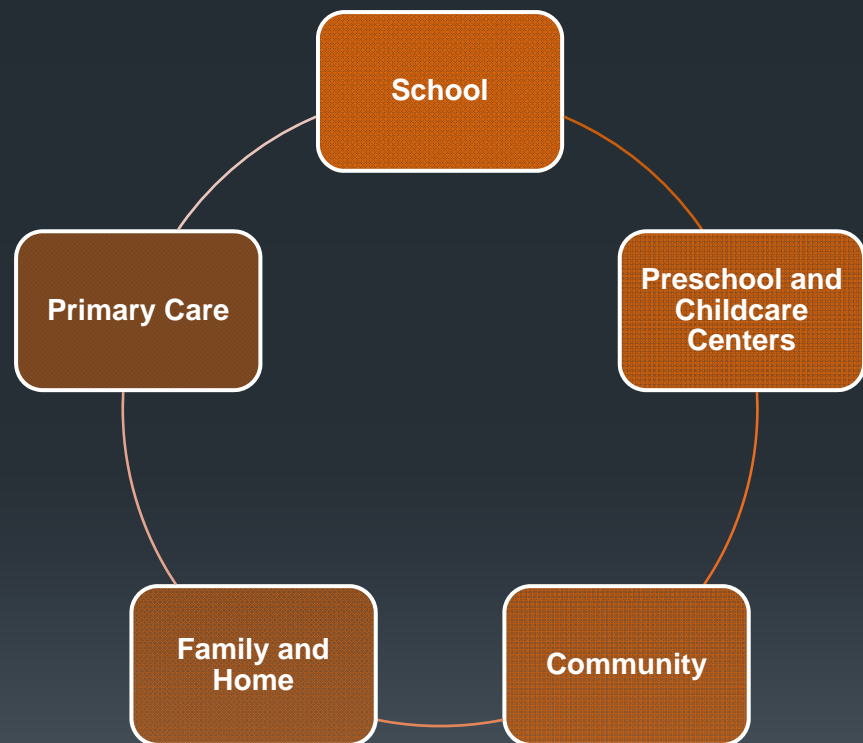 School
Preschool and
Childcare
Centers
Community
Family and
Home
Primary Care